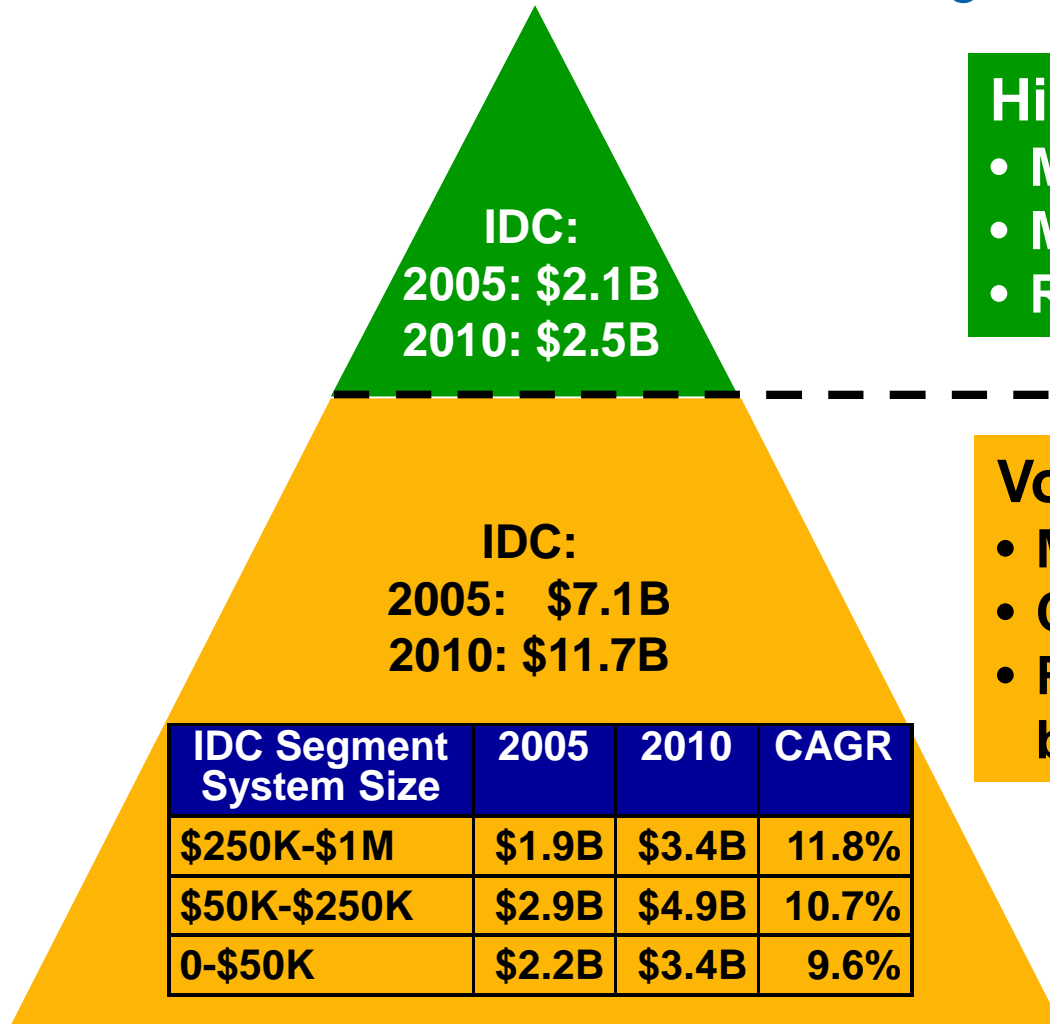 IDC:
2005: $2.1B
2010: $2.5B
IDC:
2005: $7.1B
2010: $11.7B
IDC Segment System Size 2005 2010 CAGR
$250K-$1M $1.9B $3.4B 11.8%
$50K-$250K $2.9B $4.9B 10.7%
0-$50K $2.2B $3.4B 9.6%